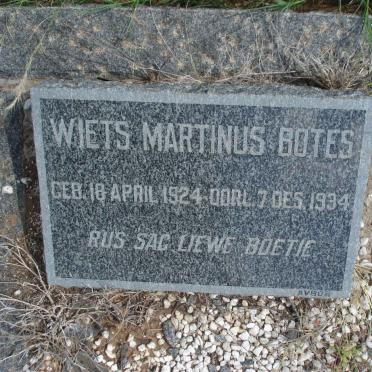 WIETS MARTINUS BOTES
GEB. 18 APRIL 1924-OORL. 7 DES. 1934
RUS SAG LIEWE BOETIE